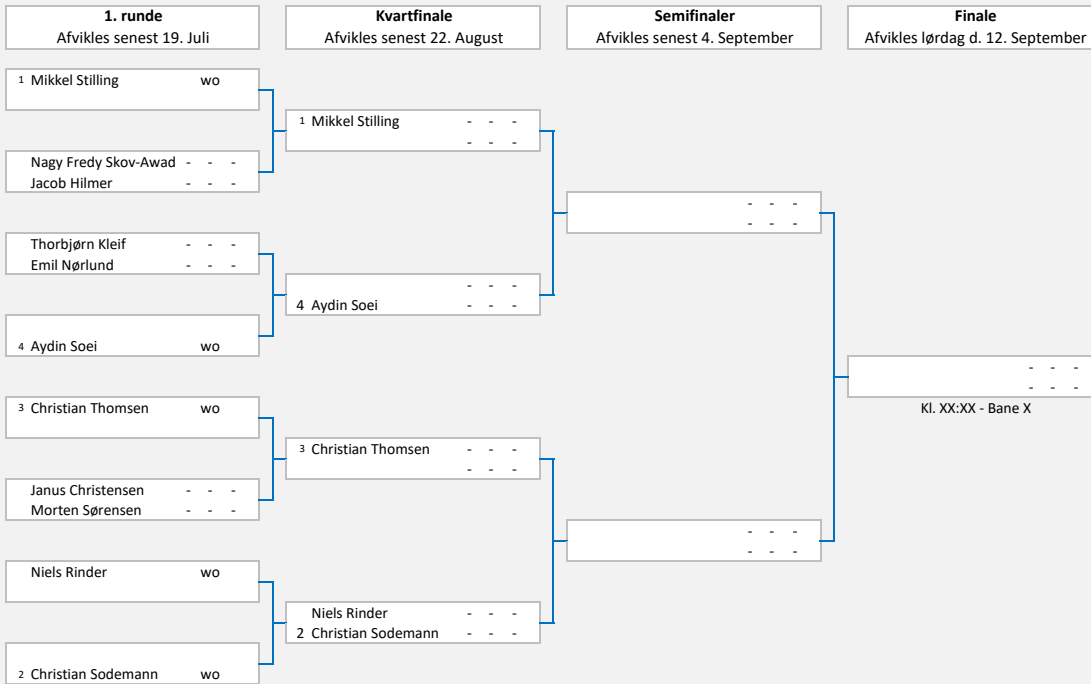 1. runde
Afvikles senest 19. Juli
Kvartfinale
Afvikles senest 22. August
Semifinaler
Afvikles senest 4. September
Finale
Afvikles lørdag d. 12. September
1 Mikkel Stilling wo
Nagy Fredy Skov-Awad - - -
Jacob Hilmer - - -
Thorbjørn Kleif - - -
Emil Nørlund - - -
4 Aydin Soei wo
3 Christian Thomsen wo
Janus Christensen - - -
Morten Sørensen - - -
Niels Rinder wo
2 Christian Sodemann wo
1 Mikkel Stilling - - -
- - -
- - -
4 Aydin Soei - - -
3 Christian Thomsen - - -
- - -
Niels Rinder - - -
2 Christian Sodemann - - -
- - -
- - -
- - -
- - -
- - -
- - -
Kl. XX:XX - Bane X